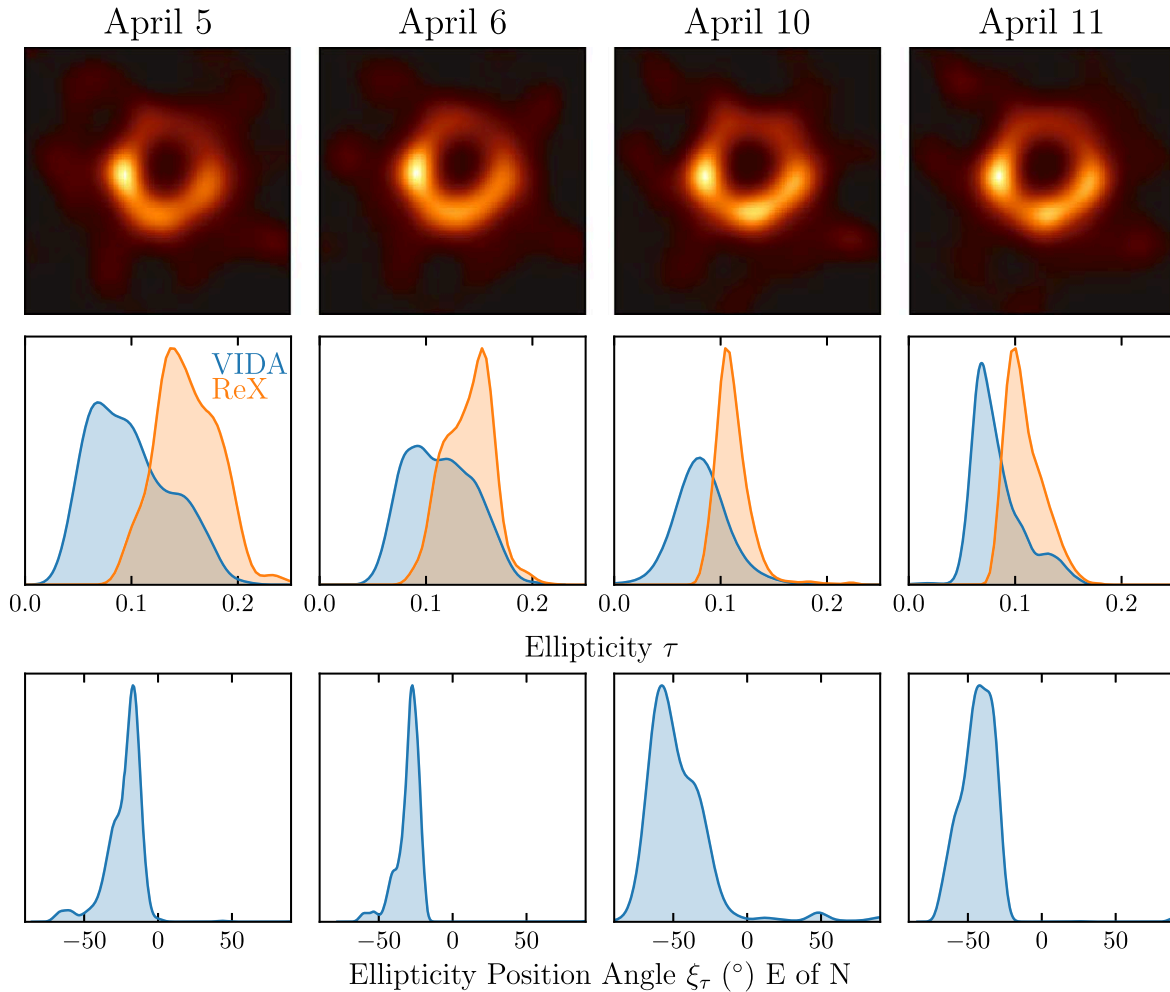 April 5 April 6 April 10 April 11
VIDA
ReX
0.0 0.1 0.2 0.0 0.1 0.2 0.0 0.1 0.2 0.0 0.1 0.2
Ellipticity τ
−50 0 50 −50 0 50 −50 0 50 −50 0 50
Ellipticity Position Angle ξτ (°) E of N